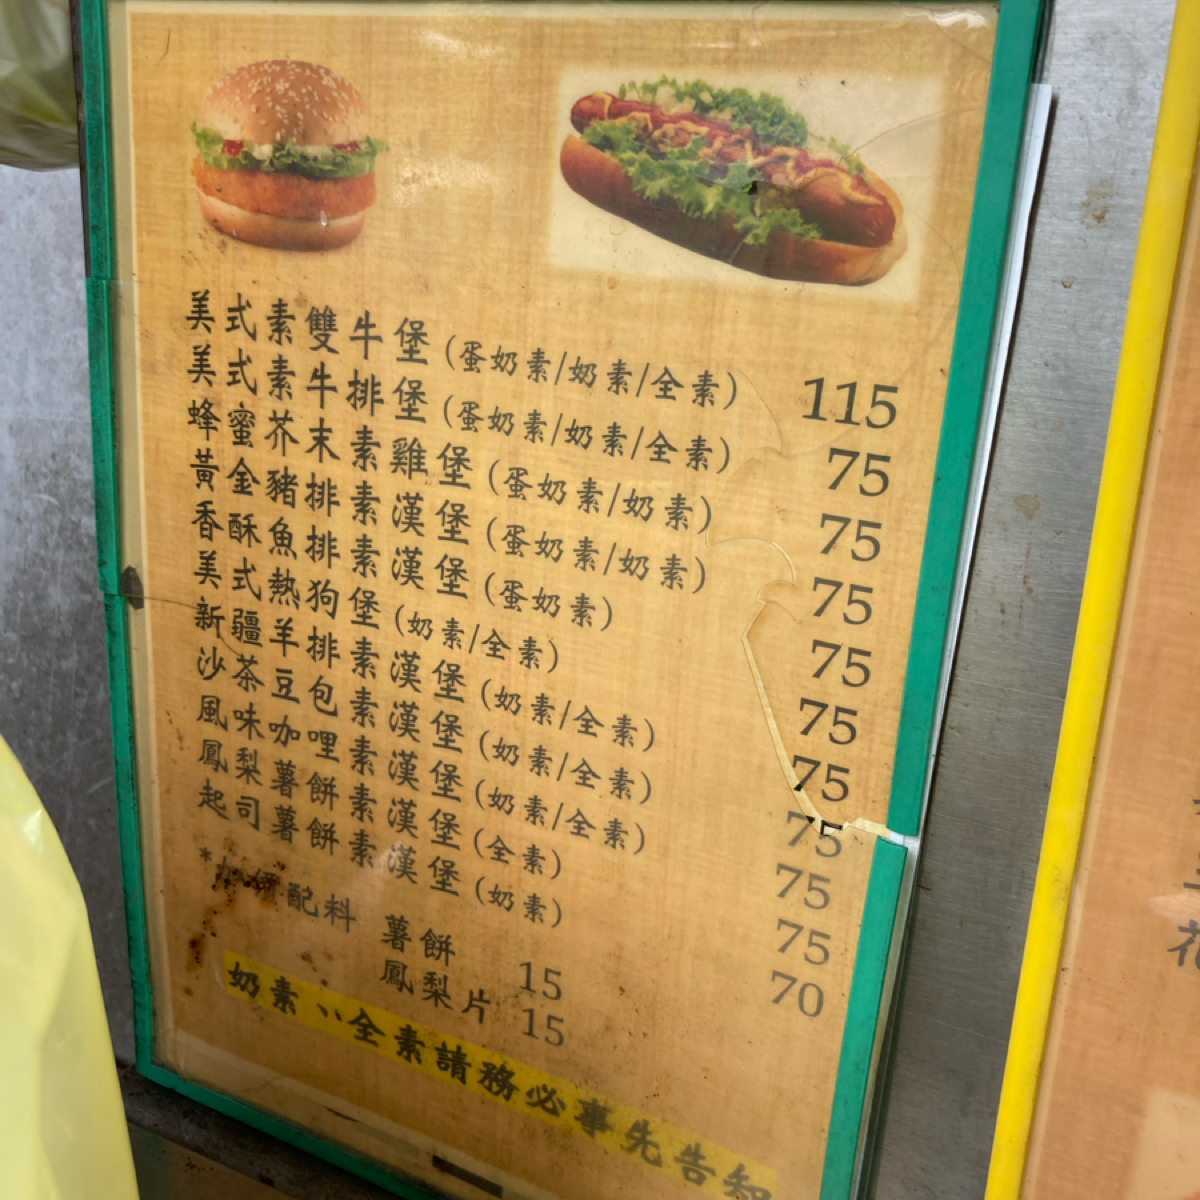 美式素雙牛堡(蛋奶素/奶素/全素) 115
美式素牛排堡(蛋奶素/奶素/全素) 75
蜂蜜芥末素雞堡(蛋奶素/奶素) 75
黃金豬排素漢堡(蛋奶素/奶素) 75
香酥魚排素漢堡(蛋奶素) 75
美式熱狗堡(奶素/全素) 75
新疆羊排素漢堡(奶素/全素) 75
沙茶豆包素漢堡(奶素/全素) 75
風味咖哩素漢堡(奶素/全素) 75
鳳梨薯餅素漢堡(全素) 75
起司薯餅素漢堡(奶素) 70
*加價配料 薯餅 15
鳳梨片 15
奶素、、全素請務必事先告知